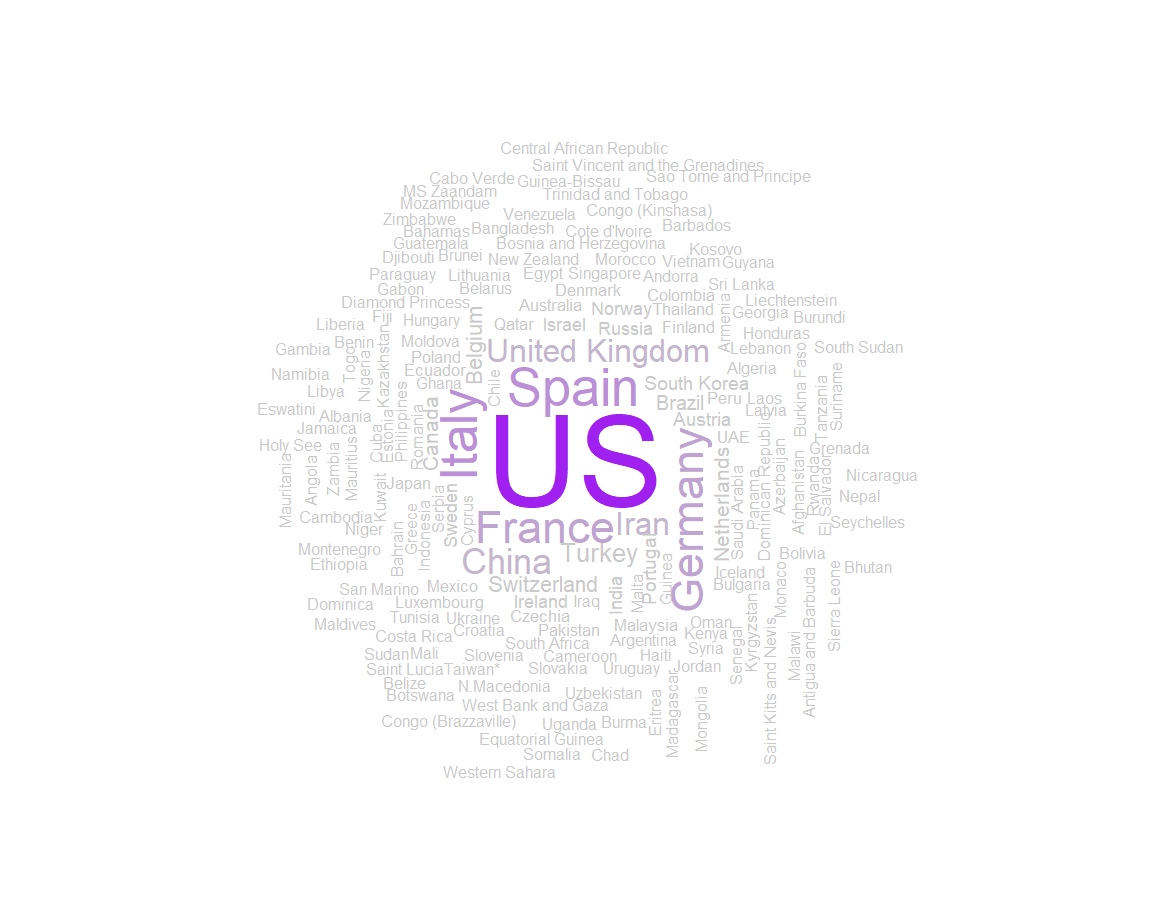 Central African Republic
Saint Vincent and the Grenadines
Cabo Verde
Guinea-Bissau
Sao Tome and Principe
MS Zaandam
Trinidad and Tobago
Mozambique
Venezuela
Congo (Kinshasa)
Zimbabwe
Bahamas
Bangladesh
Cote d'Ivoire
Barbados
Guatemala
Bosnia and Herzegovina
Kosovo
Djibouti
Brunei
New Zealand
Morocco
Vietnam
Guyana
Paraguay
Lithuania
Egypt
Singapore
Andorra
Sri Lanka
Gabon
Belarus
Denmark
Colombia
Liechtenstein
Diamond Princess
Australia
Norway
Thailand
Armenia
Georgia
Burundi
Liberia
Fiji
Hungary
Belgium
Qatar
Israel
Russia
Finland
Honduras
Gambia
Benin
Togo
Nigeria
Kazakhstan
Moldova
Poland
United Kingdom
Lebanon
South Sudan
Namibia
Ecuador
Ghana
Chile
Spain
South Korea
Algeria
Burkina Faso
Libya
Philippines
Brazil
Peru
Laos
Tanzania
Suriname
Eswatini
Albania
Romania
Canada
Italy
US
Austria
Latvia
Jamaica
Cuba
Estonia
Germany
UAE
Dominican Republic
Azerbaijan
Grenada
Holy See
Mauritania
Angola
Zambia
Mauritius
Kuwait
Japan
Netherlands
Saudi Arabia
Panama
Afghanistan
Rwanda
El Salvador
Nicaragua
Nepal
Cambodia
Niger
Bahrain
Greece
Indonesia
Serbia
Sweden
Cyprus
France
Iran
Seychelles
Montenegro
Ethiopia
China
Turkey
Portugal
Guinea
Bolivia
Bhutan
San Marino
Mexico
Switzerland
India
Malta
Iceland
Bulgaria
Monaco
Dominica
Luxembourg
Ireland
Iraq
Kyrgyzstan
Antigua and Barbuda
Sierra Leone
Maldives
Tunisia
Ukraine
Czechia
Malaysia
Oman
Costa Rica
Croatia
Pakistan
Argentina
Kenya
Senegal
Saint Kitts and Nevis
Malawi
Sudan
Mali
Slovenia
South Africa
Cameroon
Haiti
Syria
Saint Lucia
Taiwan*
Slovakia
Uruguay
Jordan
Belize
Botswana
N.Macedonia
Uzbekistan
Eritrea
Madagascar
Mongolia
West Bank and Gaza
Congo (Brazzaville)
Uganda
Burma
Equatorial Guinea
Somalia
Chad
Western Sahara